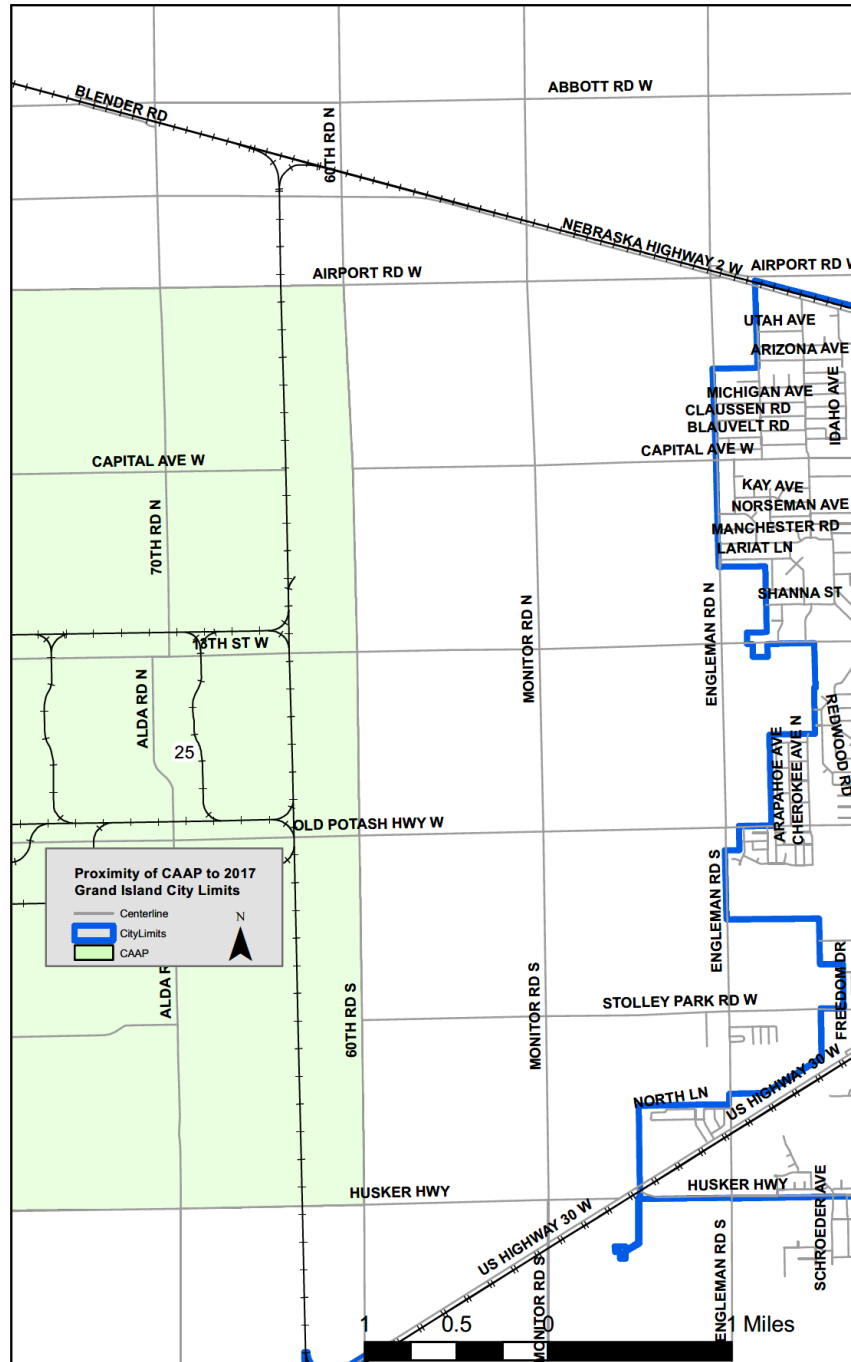 ABBOTT RD W
BLENDER RD
60TH RD N
NEBRASKA HIGHWAY 2 W
AIRPORT RD W
AIRPORT RD W
UTAH AVE
ARIZONA AVE
MICHIGAN AVE
IDAHO AVE
CLAUSSEN RD
BLAUVELT RD
CAPITAL AVE W
CAPITAL AVE W
KAY AVE
NORSEMAN AVE
70TH RD N
MANCHESTER RD
LARIAT LN
SHANNA ST
ENGLEMAN RD N
MONITOR RD N
13TH ST W
ALDA RD N
REDWOOD RD
25
ARAPAHOE AVE
CHEROKEE AVE N
OLD POTASH HWY W
ENGLEMAN RD S
Proximity of CAAP to 2017
Grand Island City Limits
Centerline
CityLimits
CAAP
N
ALDA R
FREEDOM DR
MONITOR RD S
STOLLEY PARK RD W
60TH RD S
US HIGHWAY 30 W
NORTH LN
HUSKER HWY
HUSKER HWY
SCHROEDER AVE
US HIGHWAY 30 W
ENGLEMAN RD S
MONITOR RD S
1 0.5 0 1 Miles